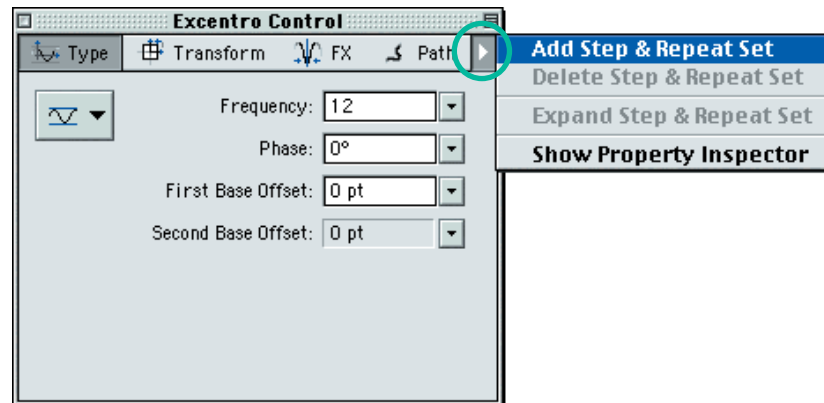 Excentro Control
Type Transform FX Path
Add Step & Repeat Set
Delete Step & Repeat Set
Expand Step & Repeat Set
Show Property Inspector
Frequency: 12
Phase: 0°
First Base Offset: 0 pt
Second Base Offset: 0 pt